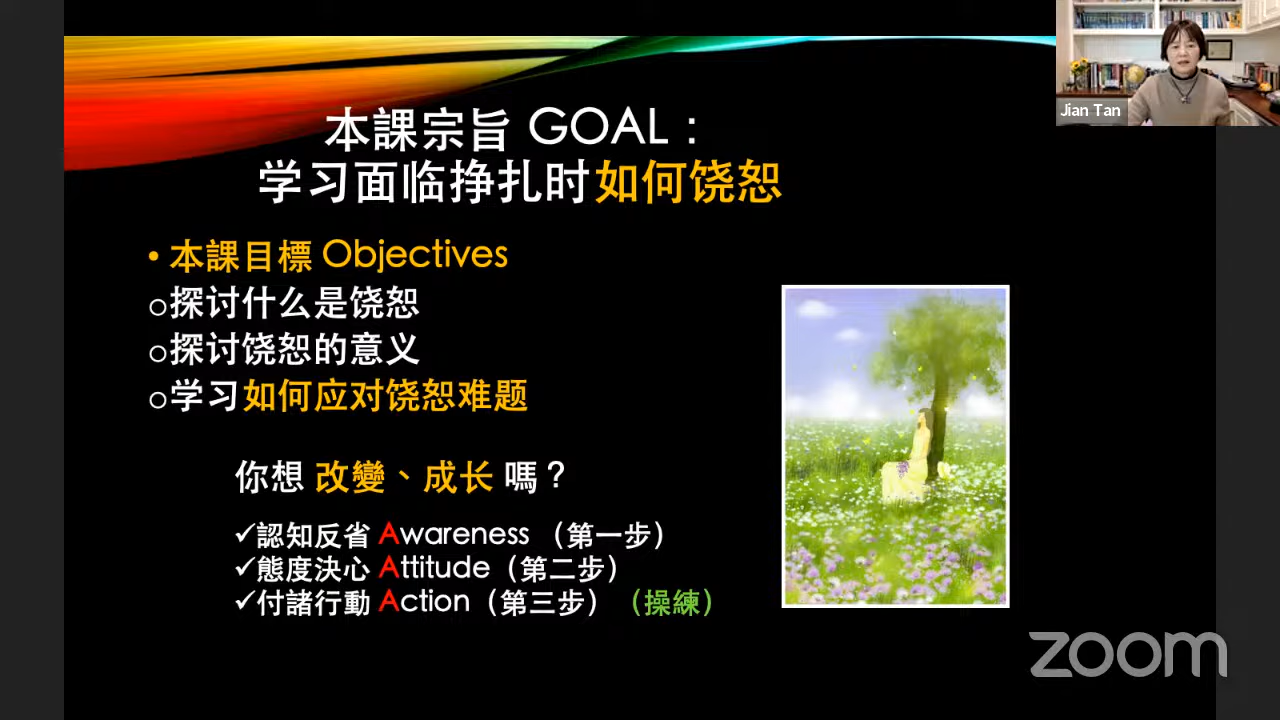 本課宗旨 GOAL：
学习面临挣扎时如何饶恕
• 本課目標 Objectives
o探讨什么是饶恕
o探讨饶恕的意义
o学习如何应对饶恕难题
你想 改變、成长 嗎？
✓認知反省 Awareness （第一步）
✓態度決心 Attitude（第二步）
✓付諸行動 Action（第三步）（操練）
Jian Tan
zoom